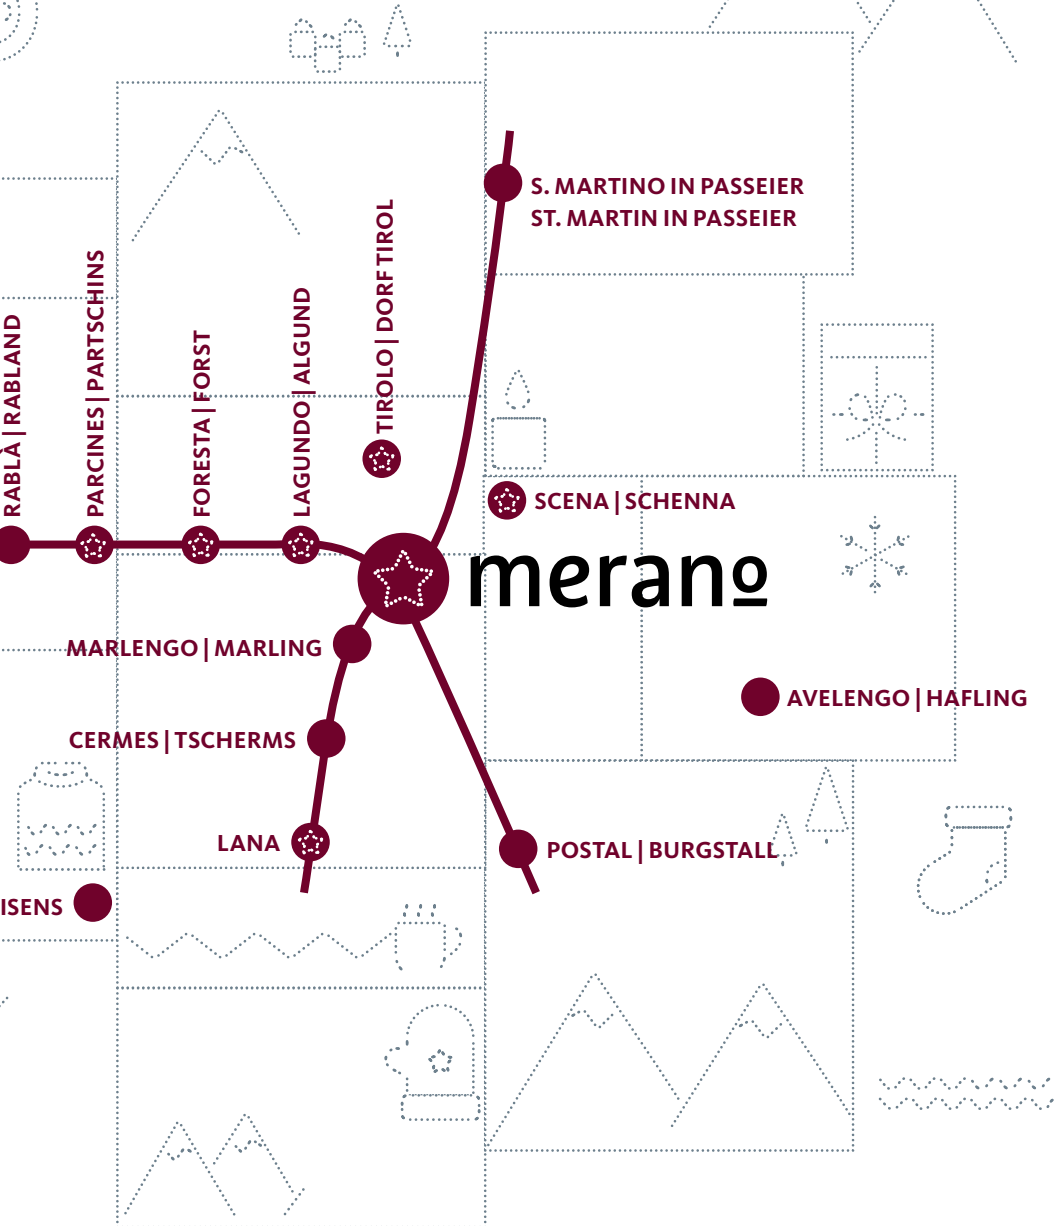 S. MARTINO IN PASSEIER
ST. MARTIN IN PASSEIER
RABLÀ | RABLAND
PARCINES | PARTSCHINS
FORESTA | FORST
LAGUNDO | ALGUND
TIROLO | DORF TIROL
SCENA | SCHENNA
merano
MARLENGO | MARLING
AVELENGO | HAFLING
CERMES | TSCHERMS
LANA
POSTAL | BURGSTALL
ISENS